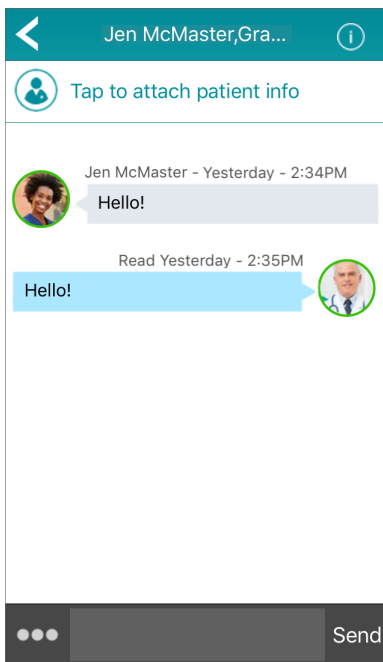 Jen McMaster,Gra...
Tap to attach patient info
Jen McMaster - Yesterday - 2:34PM
Hello!
Read Yesterday - 2:35PM
Hello!
Send